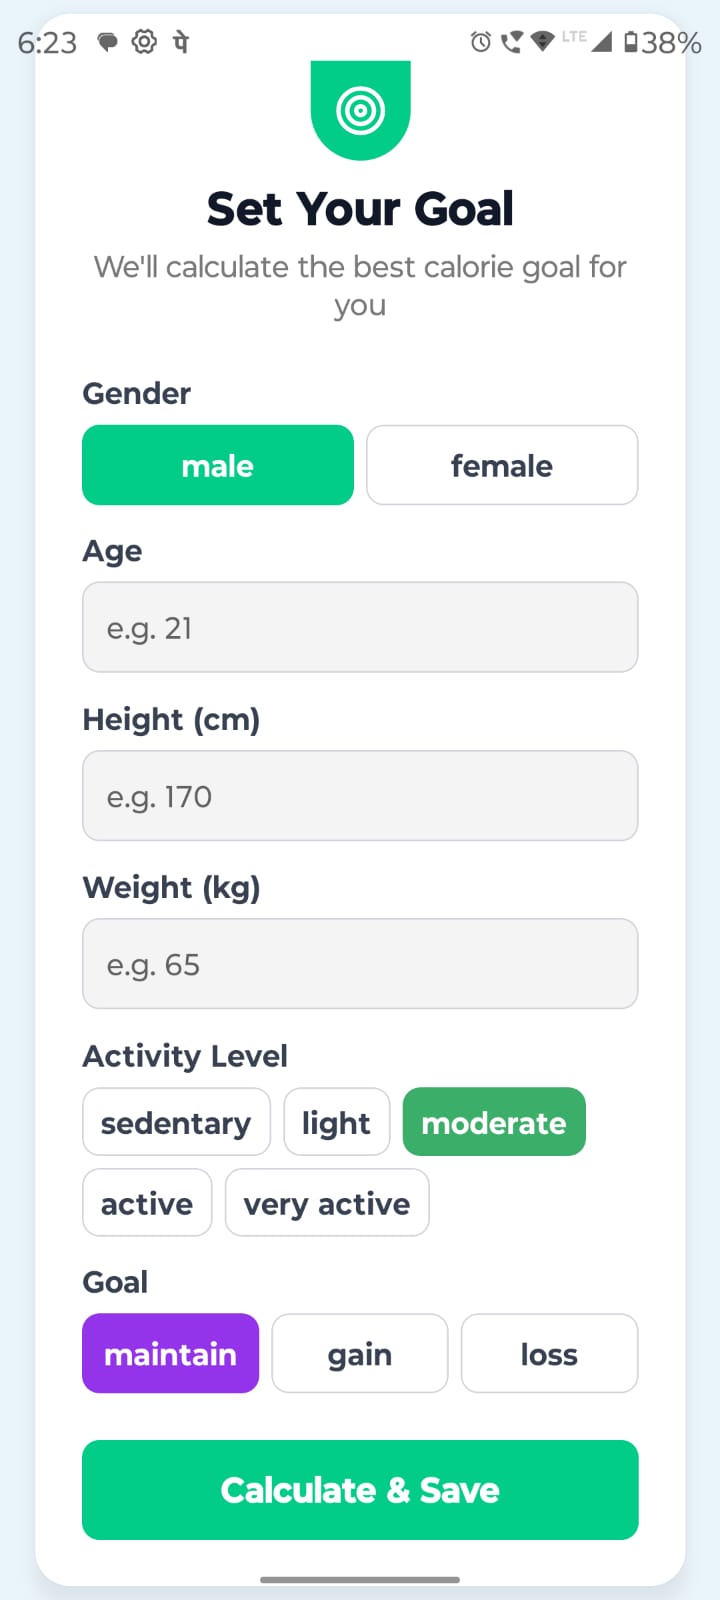 6:23 पे LTE 38%
Set Your Goal
We'll calculate the best calorie goal for
you
Gender
male female
Age
e.g. 21
Height (cm)
e.g. 170
Weight (kg)
e.g. 65
Activity Level
sedentary light moderate
active very active
Goal
maintain gain loss
Calculate & Save